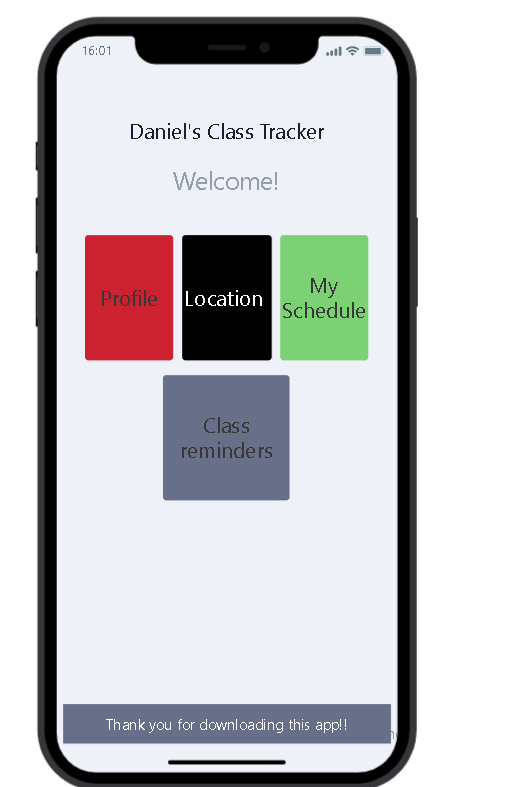 16:01
Daniel's Class Tracker
Welcome!
Profile
Location
My
Schedule
Class
reminders
Thank you for downloading this app!!